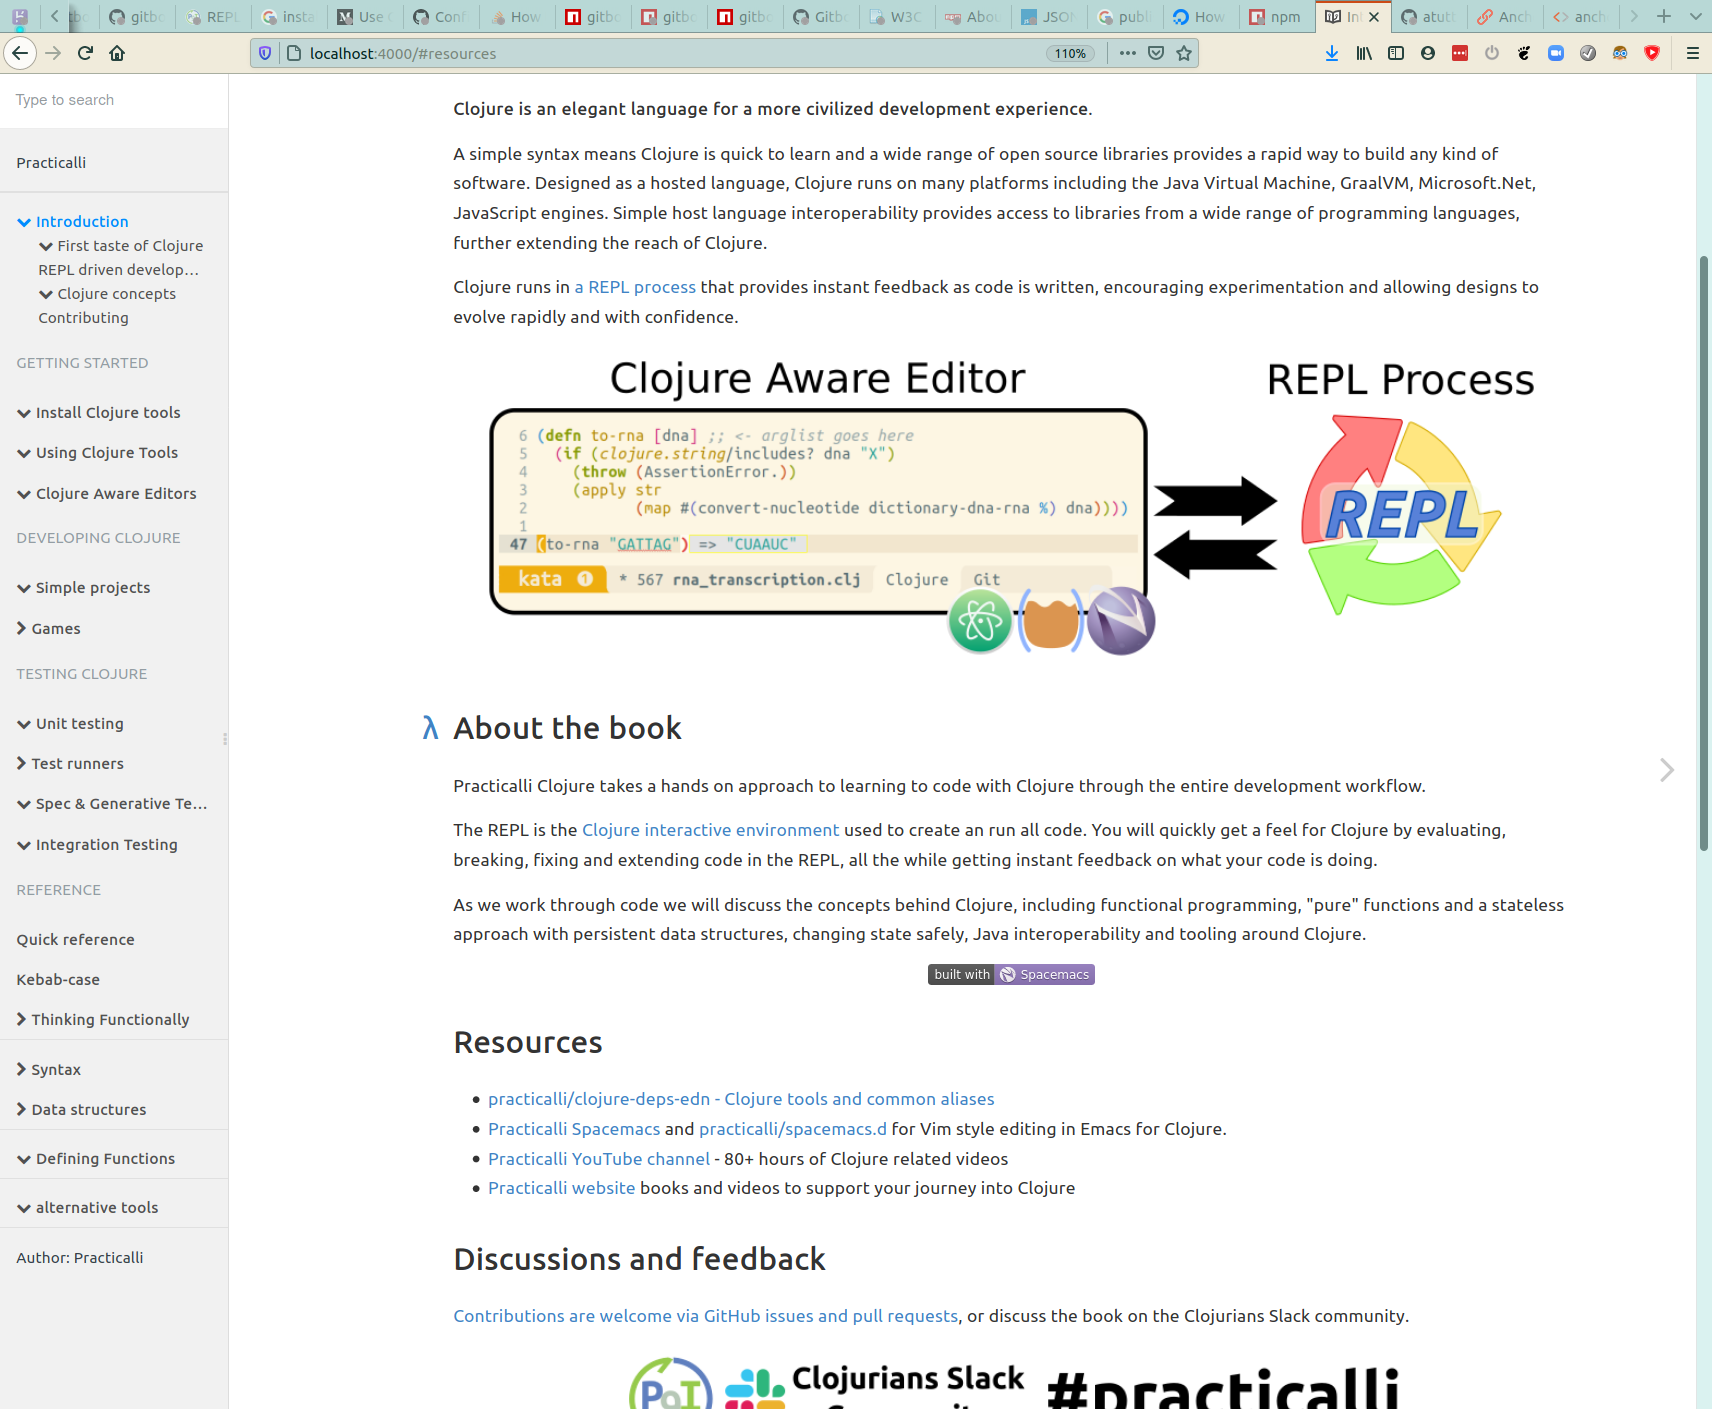 gitbo
REPL
insta
Use
Conf
How
gitbo
gitbo
gitbo
Gitbo
W3C
Abou
JSO
publi
How
npm
In
atut
Anch
anch
localhost:4000/#resources
110%
Type to search
Practicalli
Introduction
First taste of Clojure
REPL driven develop...
Clojure concepts
Contributing
GETTING STARTED
Install Clojure tools
Using Clojure Tools
Clojure Aware Editors
DEVELOPING CLOJURE
Simple projects
Games
TESTING CLOJURE
Unit testing
Test runners
Spec & Generative Te...
Integration Testing
REFERENCE
Quick reference
Kebab-case
Thinking Functionally
Syntax
Data structures
Defining Functions
alternative tools
Author: Practicalli
Clojure is an elegant language for a more civilized development experience.
A simple syntax means Clojure is quick to learn and a wide range of open source libraries provides a rapid way to build any kind of
software. Designed as a hosted language, Clojure runs on many platforms including the Java Virtual Machine, GraalVM, Microsoft.Net,
JavaScript engines. Simple host language interoperability provides access to libraries from a wide range of programming languages,
further extending the reach of Clojure.
Clojure runs in a REPL process that provides instant feedback as code is written, encouraging experimentation and allowing designs to
evolve rapidly and with confidence.
Clojure Aware Editor
6 (defn to-rna [dna] ;; <- arglist goes here
5 (if (clojure.string/includes? dna "X")
4 (throw (AssertionError.))
3 (apply str
2 (map #(convert-nucleotide dictionary-dna-rna %) dna))))
1
47 (to-rna "GATTAG") => "CUAAUC"
kata 1 * 567 rna_transcription.clj Clojure Git
REPL Process
REPL
λ About the book
Practicalli Clojure takes a hands on approach to learning to code with Clojure through the entire development workflow.
The REPL is the Clojure interactive environment used to create an run all code. You will quickly get a feel for Clojure by evaluating,
breaking, fixing and extending code in the REPL, all the while getting instant feedback on what your code is doing.
As we work through code we will discuss the concepts behind Clojure, including functional programming, "pure" functions and a stateless
approach with persistent data structures, changing state safely, Java interoperability and tooling around Clojure.
built with Spacemacs
Resources
• practicalli/clojure-deps-edn - Clojure tools and common aliases
• Practicalli Spacemacs and practicalli/spacemacs.d for Vim style editing in Emacs for Clojure.
• Practicalli YouTube channel - 80+ hours of Clojure related videos
• Practicalli website books and videos to support your journey into Clojure
Discussions and feedback
Contributions are welcome via GitHub issues and pull requests, or discuss the book on the Clojurians Slack community.
Clojurians Slack
#practicalli